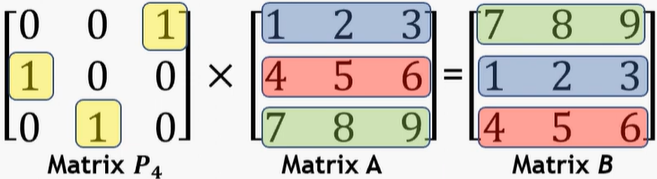 0 0 1 1 2 3 7 8 9
1 0 0 × 4 5 6 = 1 2 3
0 1 0 7 8 9 4 5 6
Matrix P₄ Matrix A Matrix B